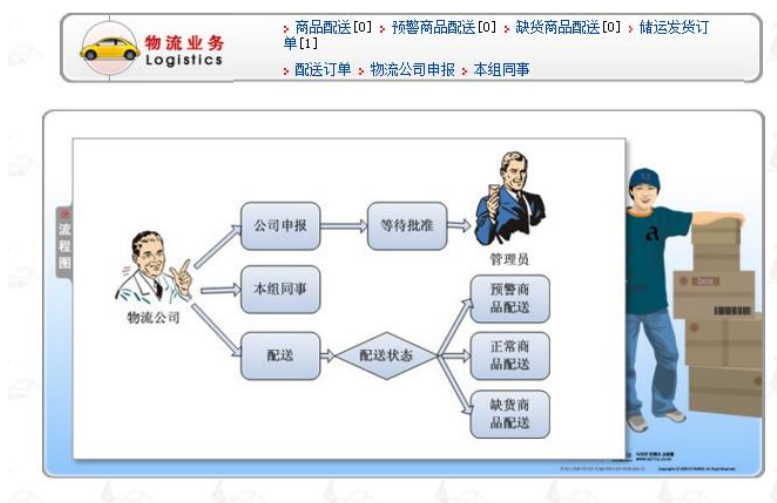 物流业务
Logistics
商品配送[0] 预警商品配送[0] 缺货商品配送[0] 储运发货订
单[1]
配送订单 物流公司申报 本组同事
流程图
公司申报
等待批准
管理员
本组同事
物流公司
预警商
品配送
配送
配送状态
正常商
品配送
缺货商
品配送
a
BOX